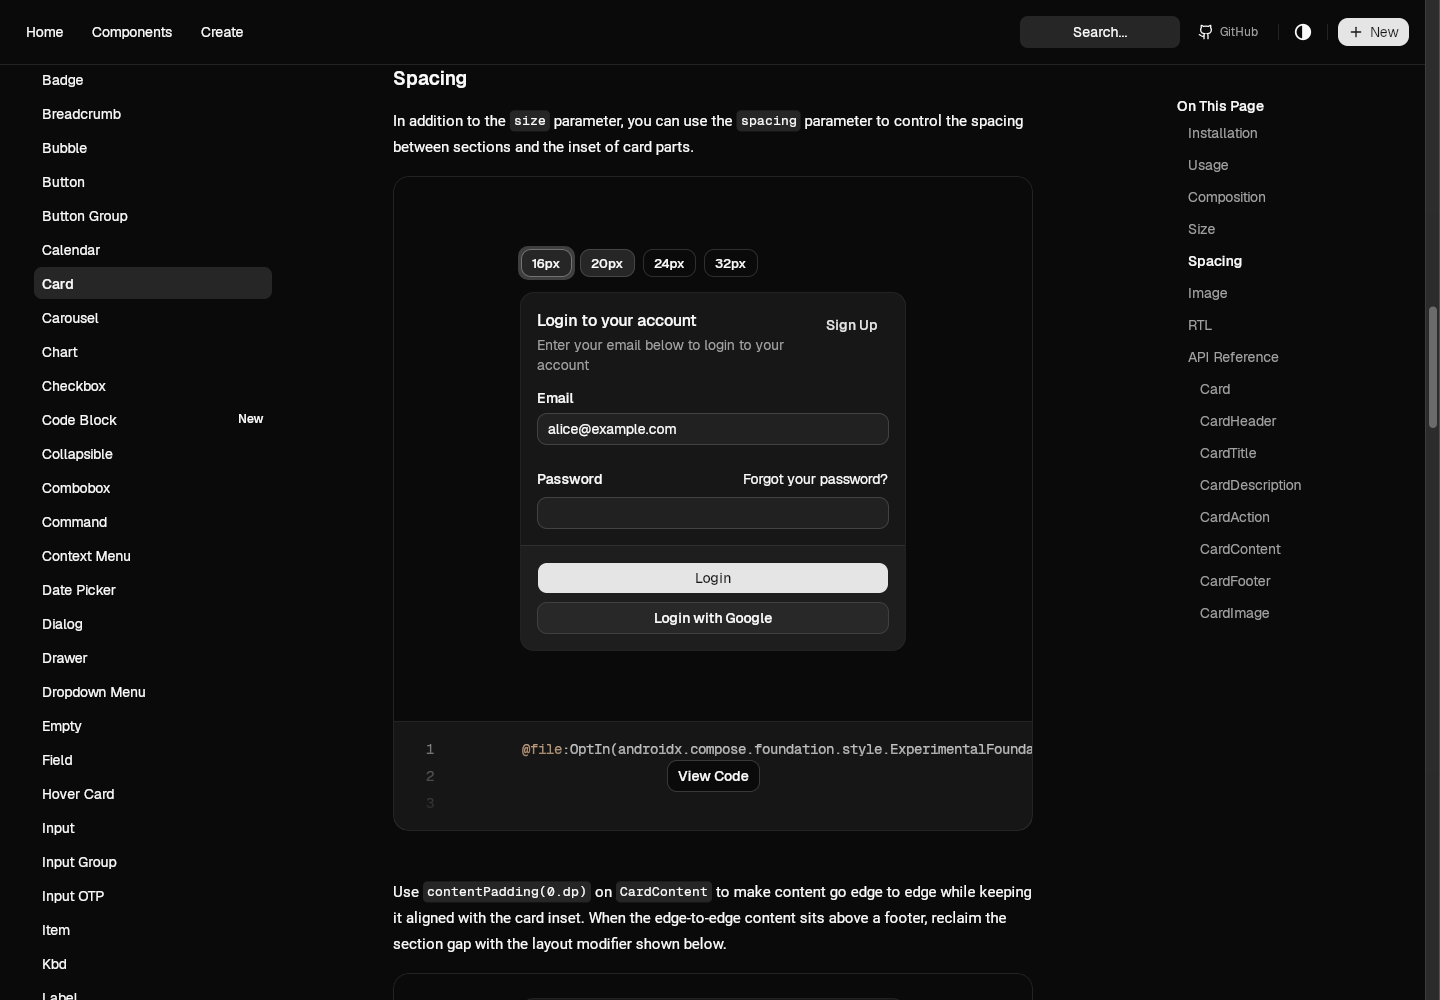 Home
Components
Create
Search...
GitHub
New
Badge
Breadcrumb
Bubble
Button
Button Group
Calendar
Card
Carousel
Chart
Checkbox
Code Block
New
Collapsible
Combobox
Command
Context Menu
Date Picker
Dialog
Drawer
Dropdown Menu
Empty
Field
Hover Card
Input
Input Group
Input OTP
Item
Kbd
Label
Spacing
In addition to the size parameter, you can use the spacing parameter to control the spacing
between sections and the inset of card parts.
16px
20px
24px
32px
Login to your account
Sign Up
Enter your email below to login to your
account
Email
alice@example.com
Password
Forgot your password?
Login
Login with Google
1 @file:OptIn(androidx.compose.foundation.style.ExperimentalFounda
2
View Code
3
Use contentPadding(0.dp) on CardContent to make content go edge to edge while keeping
it aligned with the card inset. When the edge-to-edge content sits above a footer, reclaim the
section gap with the layout modifier shown below.
On This Page
Installation
Usage
Composition
Size
Spacing
Image
RTL
API Reference
Card
CardHeader
CardTitle
CardDescription
CardAction
CardContent
CardFooter
CardImage